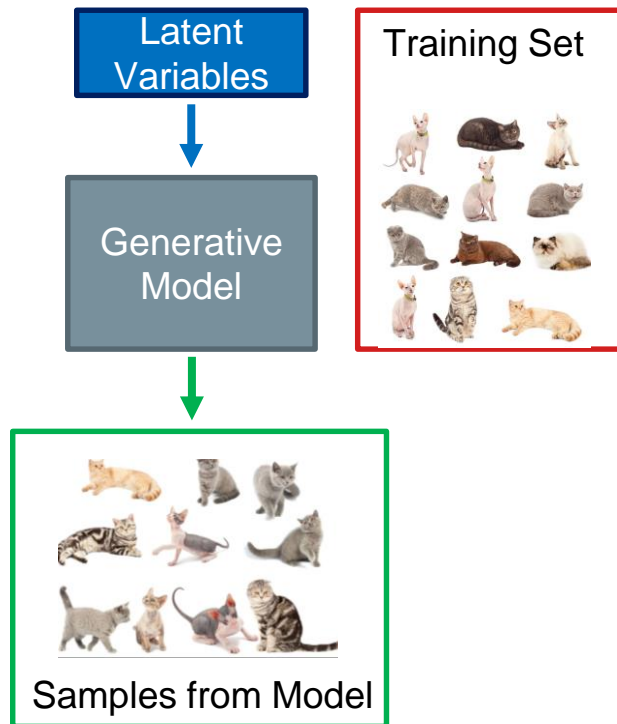 Latent
Variables
Training Set
Generative
Model
Samples from Model